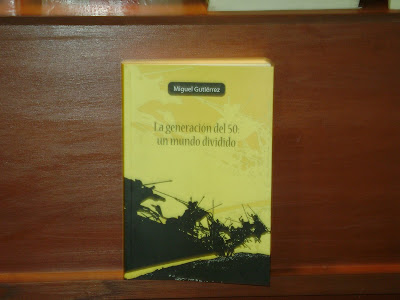 Miguel Gutiérrez
La generación del 50:
un mundo dividido